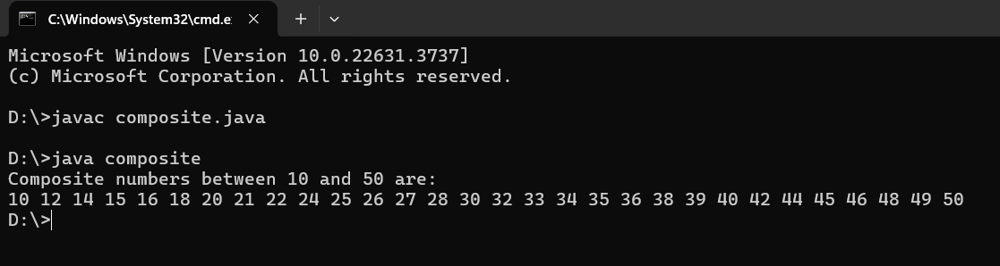 C:\Windows\System32\cmd.e
Microsoft Windows [Version 10.0.22631.3737]
(c) Microsoft Corporation. All rights reserved.
D:\>javac composite.java
D:\>java composite
Composite numbers between 10 and 50 are:
10 12 14 15 16 18 20 21 22 24 25 26 27 28 30 32 33 34 35 36 38 39 40 42 44 45 46 48 49 50
D:\>